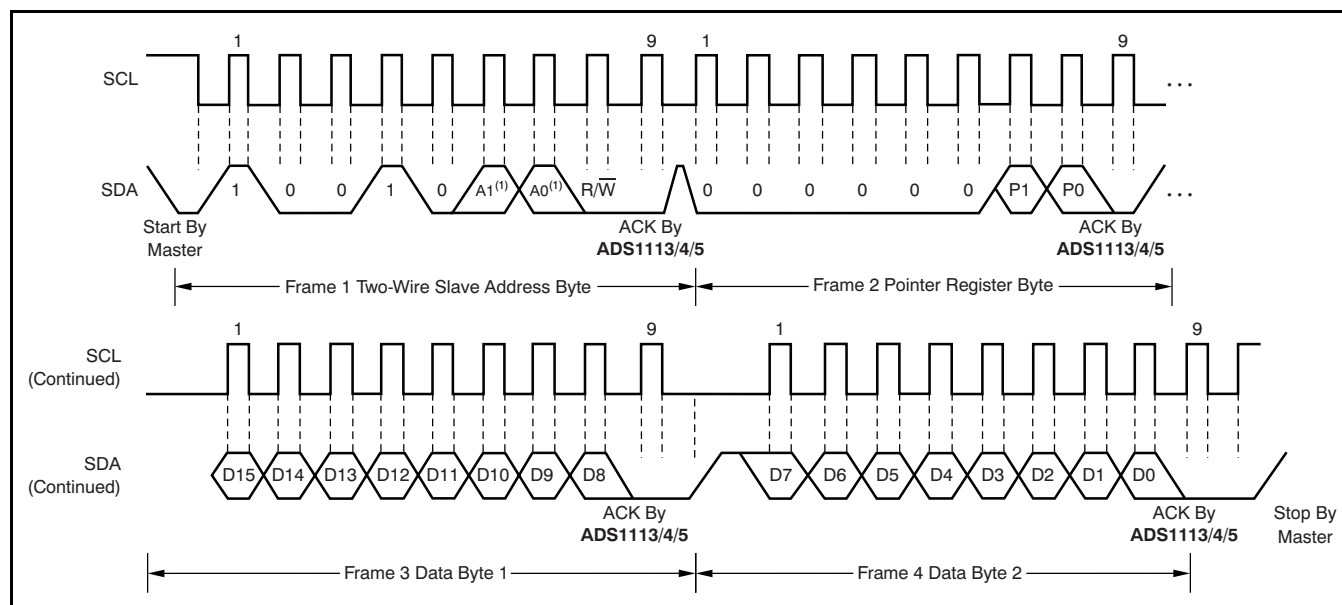 1 9 1 9
SCL ...
SDA 1 0 0 1 0 A1(1) A0(1) R/W̅ 0 0 0 0 0 0 P1 P0 ...
Start By Master ACK By ADS1113/4/5 ACK By ADS1113/4/5
Frame 1 Two-Wire Slave Address Byte Frame 2 Pointer Register Byte
1 9 1 9
SCL (Continued)
SDA (Continued) D15 D14 D13 D12 D11 D10 D9 D8 D7 D6 D5 D4 D3 D2 D1 D0
ACK By ADS1113/4/5 ACK By ADS1113/4/5 Stop By Master
Frame 3 Data Byte 1 Frame 4 Data Byte 2